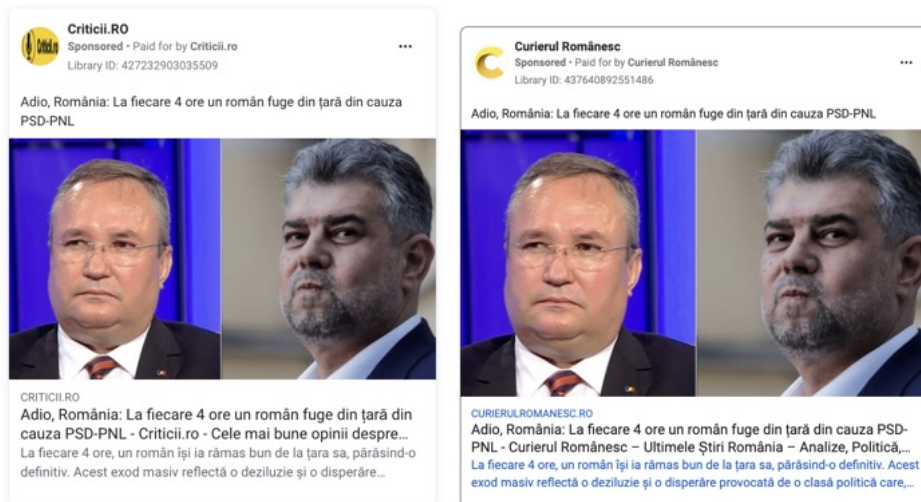 Criticii.RO
Sponsored • Paid for by Criticii.ro
Library ID: 427232903035509
Adio, România: La fiecare 4 ore un român fuge din țară din cauza
PSD-PNL
CRITICII.RO
Adio, România: La fiecare 4 ore un român fuge din țară din
cauza PSD-PNL - Criticii.ro - Cele mai bune opinii despre...
La fiecare 4 ore, un român își ia rămas bun de la țara sa, părăsind-o
definitiv. Acest exod masiv reflectă o deziluzie și o disperare...
Curierul Românesc
Sponsored • Paid for by Curierul Românesc
Library ID: 437640892551486
Adio, România: La fiecare 4 ore un român fuge din țară din cauza PSD-PNL
CURIERULROMANESC.RO
Adio, România: La fiecare 4 ore un român fuge din țară din cauza PSD-
PNL - Curierul Românesc – Ultimele Știri România – Analize, Politică,...
La fiecare 4 ore, un român își ia rămas bun de la țara sa, părăsind-o definitiv. Acest
exod masiv reflectă o deziluzie și o disperare provocată de o clasă politică care,...